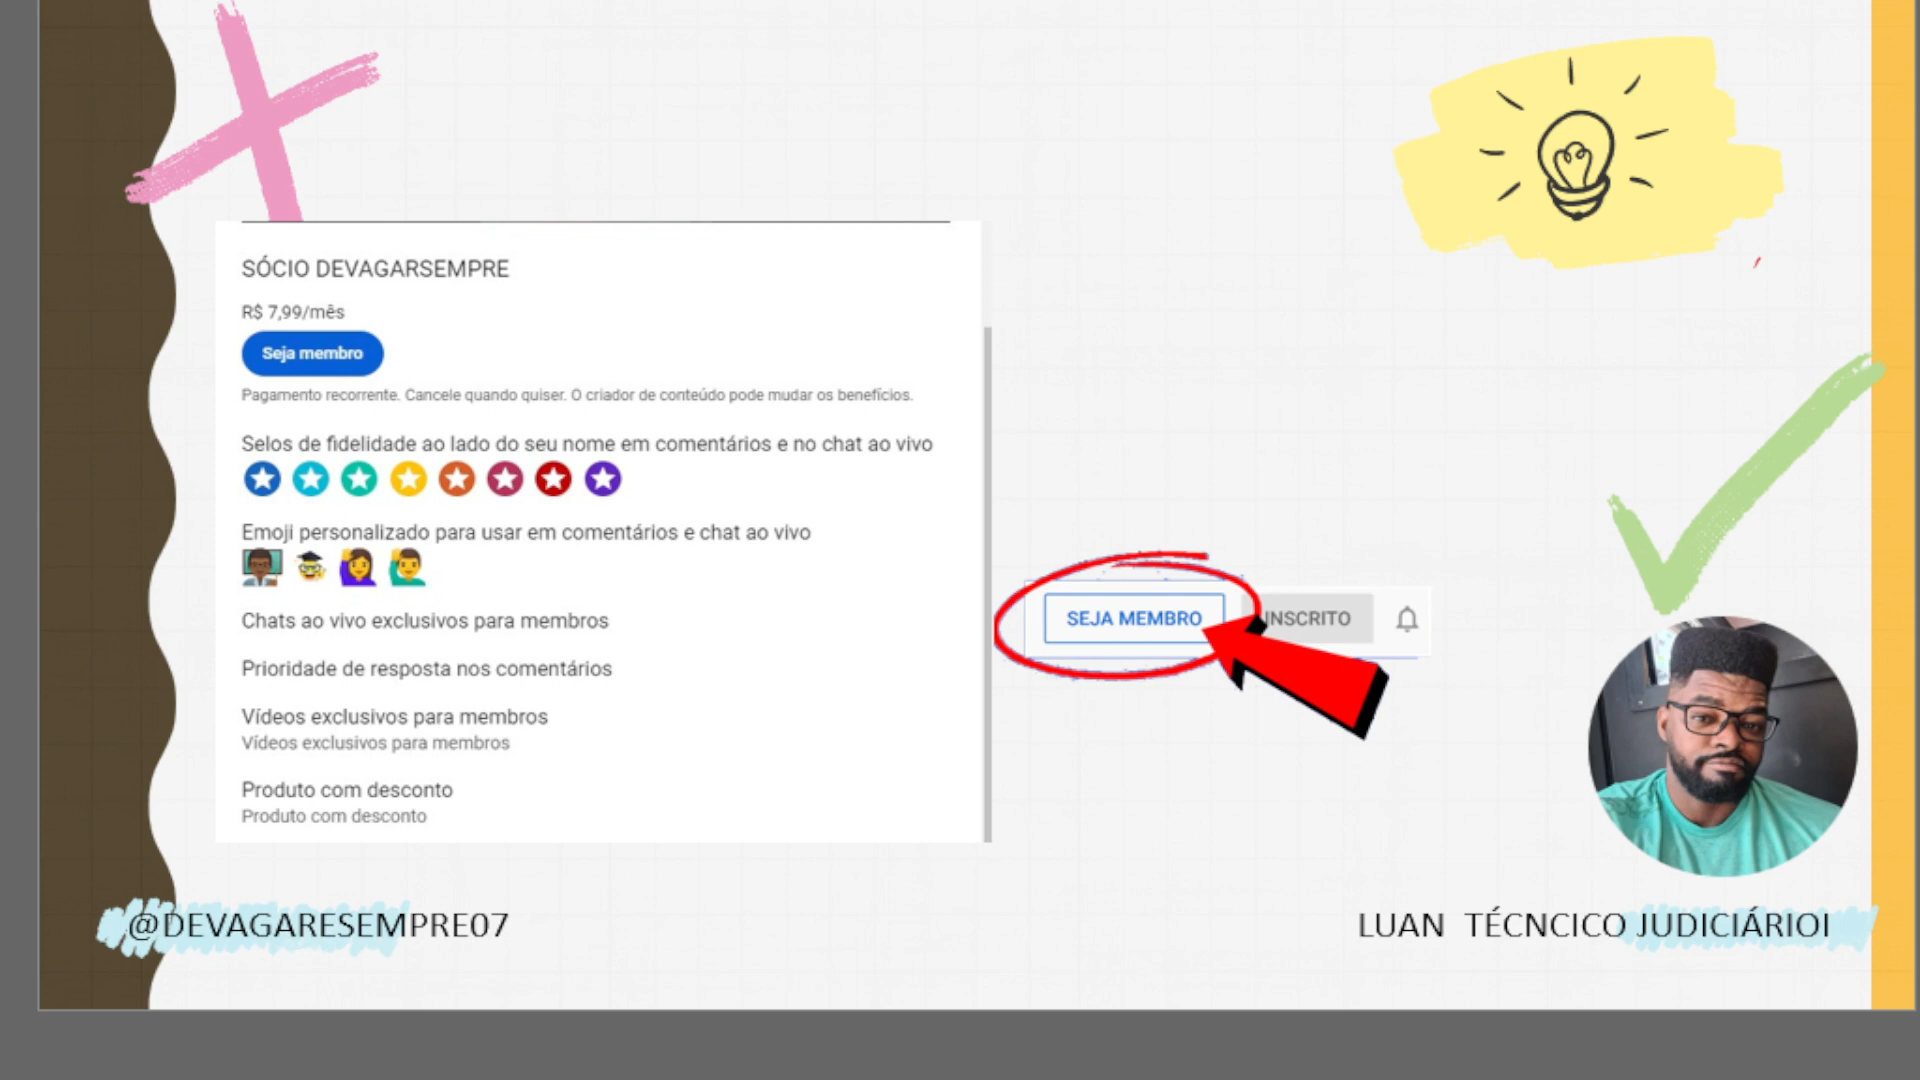 SÓCIO DEVAGARSEMPRE
R$ 7,99/mês
Seja membro
Pagamento recorrente. Cancele quando quiser. O criador de conteúdo pode mudar os benefícios.
Selos de fidelidade ao lado do seu nome em comentários e no chat ao vivo
Emoji personalizado para usar em comentários e chat ao vivo
Chats ao vivo exclusivos para membros
Prioridade de resposta nos comentários
Vídeos exclusivos para membros
Vídeos exclusivos para membros
Produto com desconto
Produto com desconto
SEJA MEMBRO
INSCRITO
@DEVAGARESEMPRE07
LUAN TÉCNCICO JUDICIÁRIOI